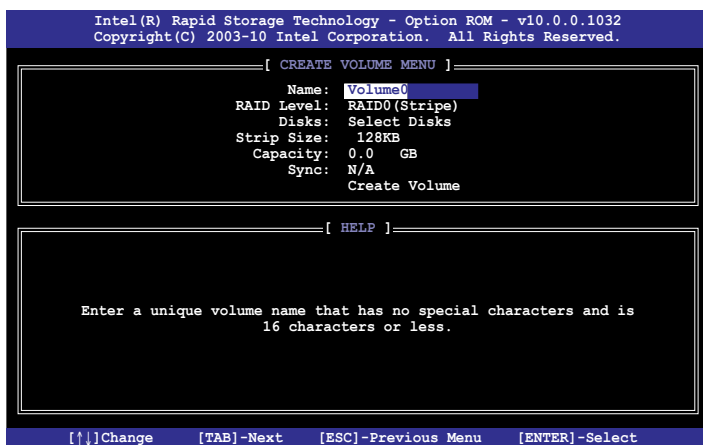 Intel(R) Rapid Storage Technology - Option ROM - v10.0.0.1032
Copyright(C) 2003-10 Intel Corporation. All Rights Reserved.
[ CREATE VOLUME MENU ]
Name: Volume0
RAID Level: RAID0(Stripe)
Disks: Select Disks
Strip Size: 128KB
Capacity: 0.0 GB
Sync: N/A
Create Volume
[ HELP ]
Enter a unique volume name that has no special characters and is
16 characters or less.
[↑↓]Change [TAB]-Next [ESC]-Previous Menu [ENTER]-Select